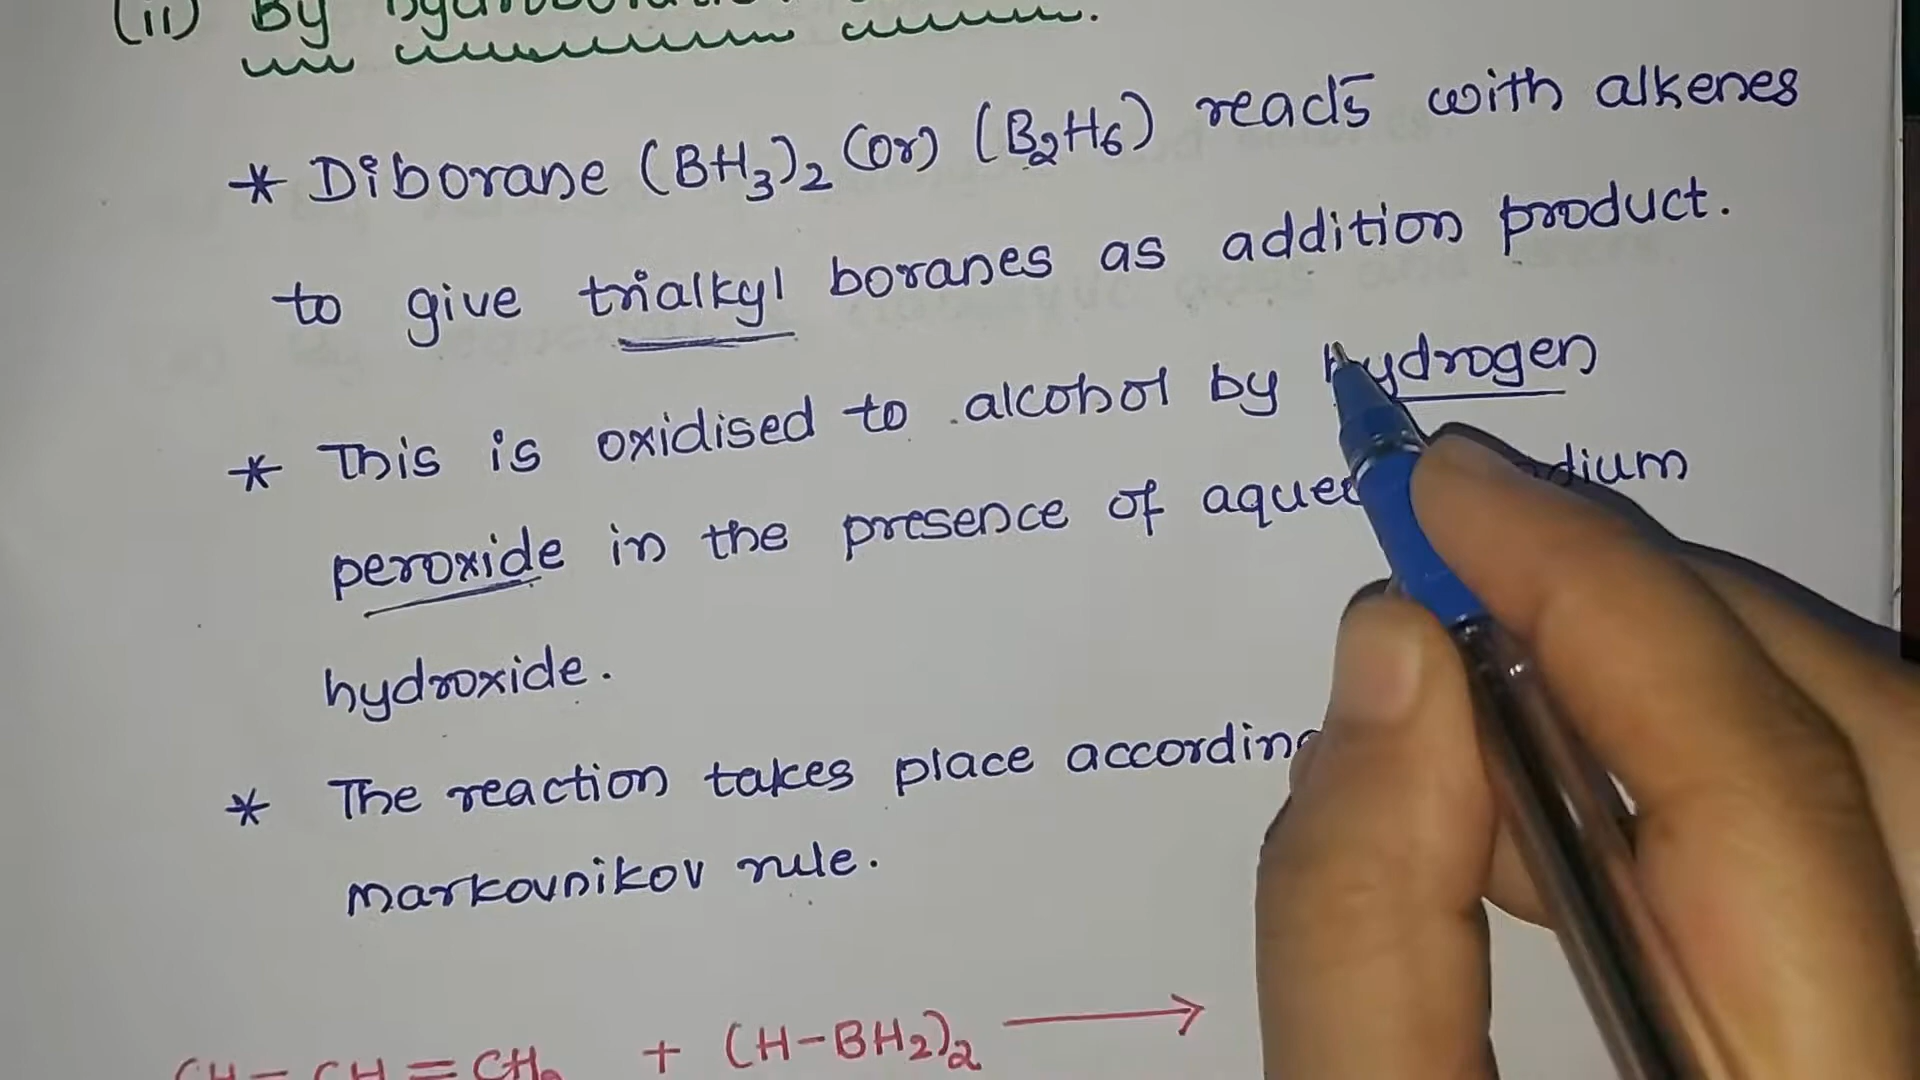 (ii) By
* Diborane (BH3)2 (or) (B2H6) reacts with alkenes
to give trialkyl boranes as addition product.
* This is oxidised to alcohol by hydrogen
peroxide in the presence of
hydroxide.
* The reaction takes place
Markovnikov rule.
+ (H-BH2)2 →